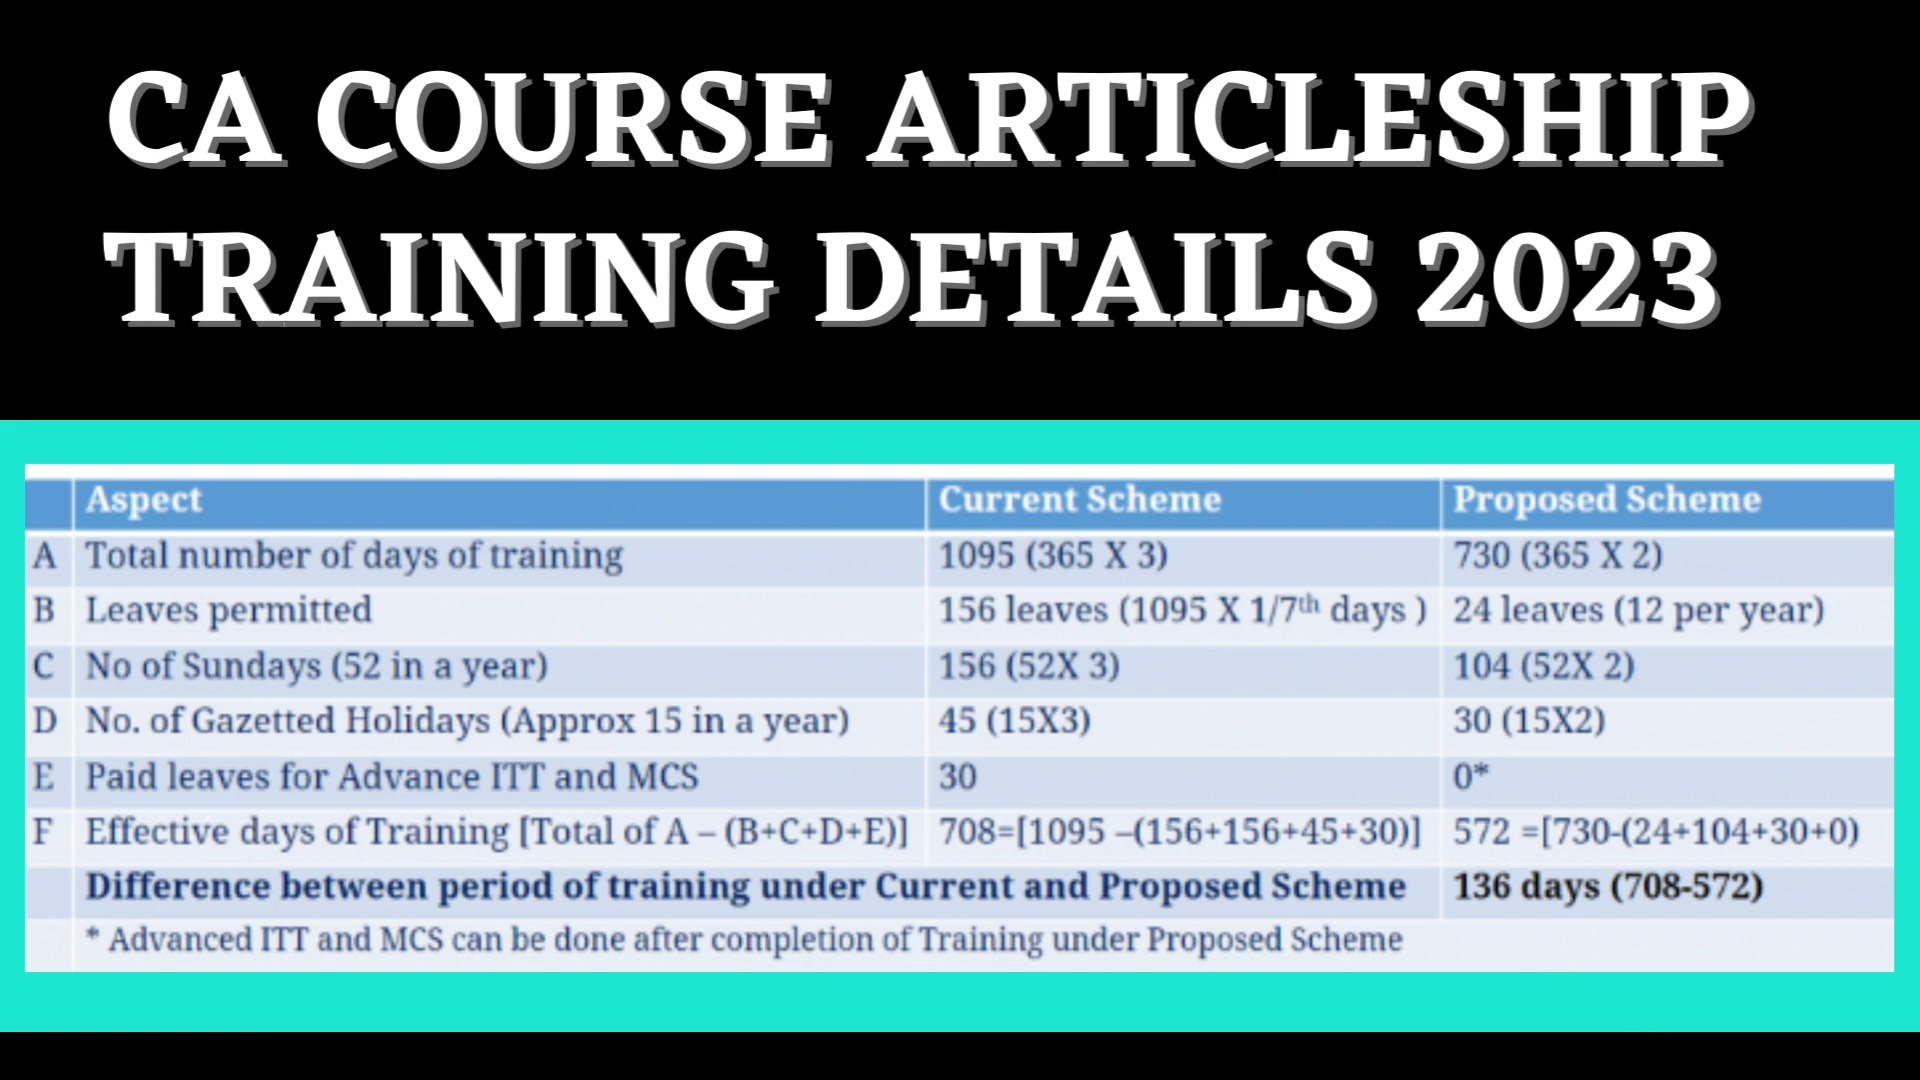 CA COURSE ARTICLESHIP
TRAINING DETAILS 2023
Aspect Current Scheme Proposed Scheme
A Total number of days of training 1095 (365 X 3) 730 (365 X 2)
B Leaves permitted 156 leaves (1095 X 1/7th days ) 24 leaves (12 per year)
C No of Sundays (52 in a year) 156 (52X 3) 104 (52X 2)
D No. of Gazetted Holidays (Approx 15 in a year) 45 (15X3) 30 (15X2)
E Paid leaves for Advance ITT and MCS 30 0*
F Effective days of Training [Total of A – (B+C+D+E)] 708=[1095 –(156+156+45+30)] 572 =[730-(24+104+30+0)
Difference between period of training under Current and Proposed Scheme 136 days (708-572)
* Advanced ITT and MCS can be done after completion of Training under Proposed Scheme